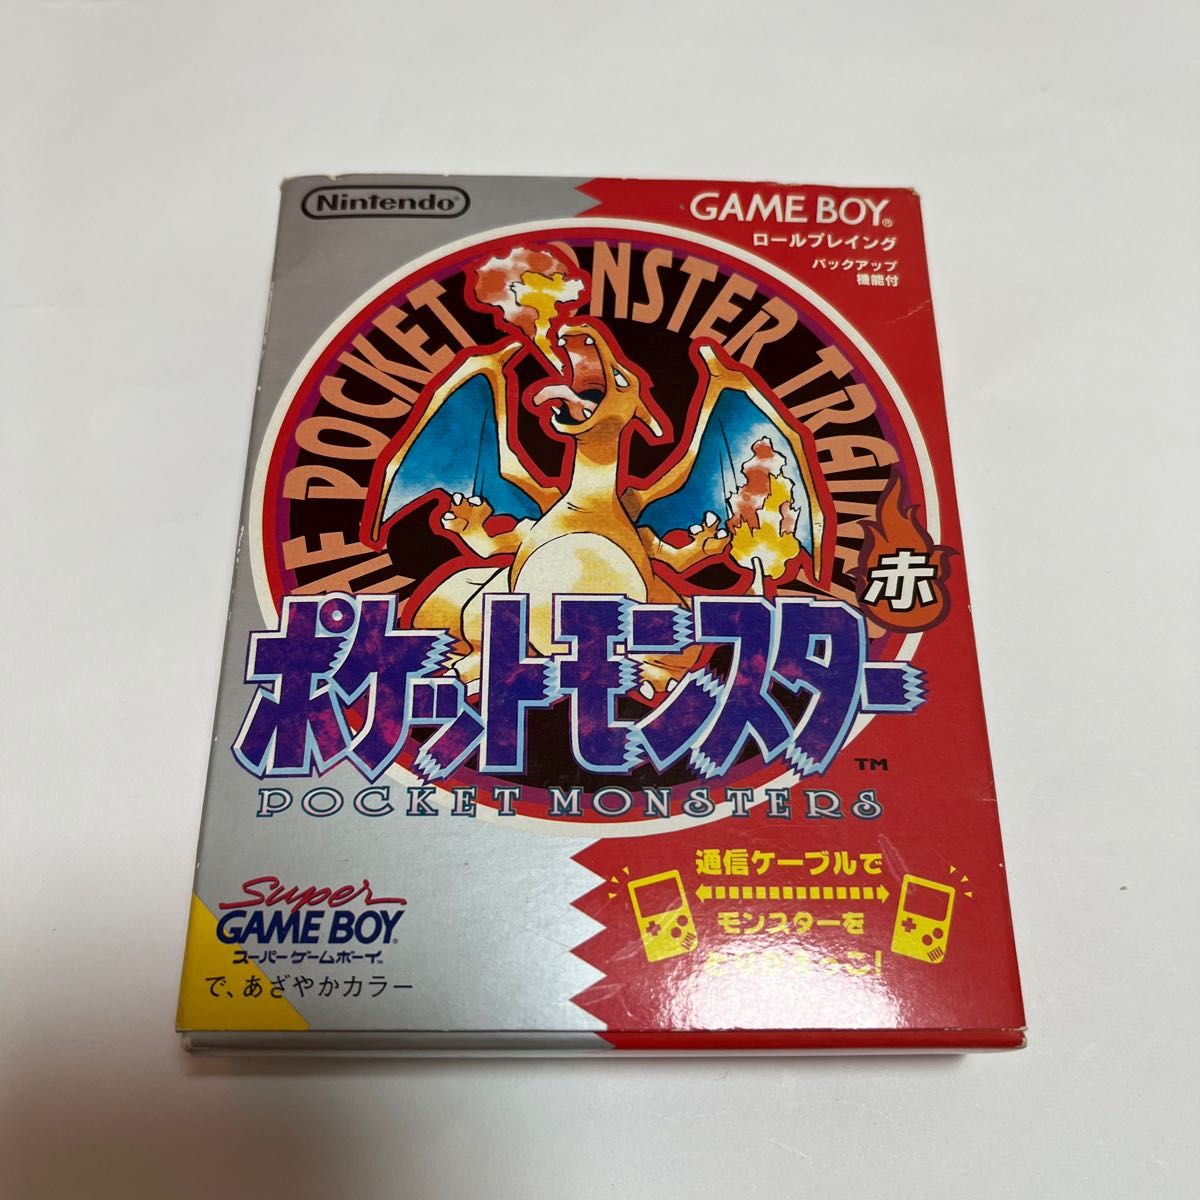 Nintendo
GAME BOY®
ロールプレイング
バックアップ
機能付
POCKET MONSTER
赤
ポケットモンスター
TM
POCKET MONSTERS
通信ケーブルで
モンスターを
Super
GAME BOY
スーパーゲームボーイ
で、あざやかカラー